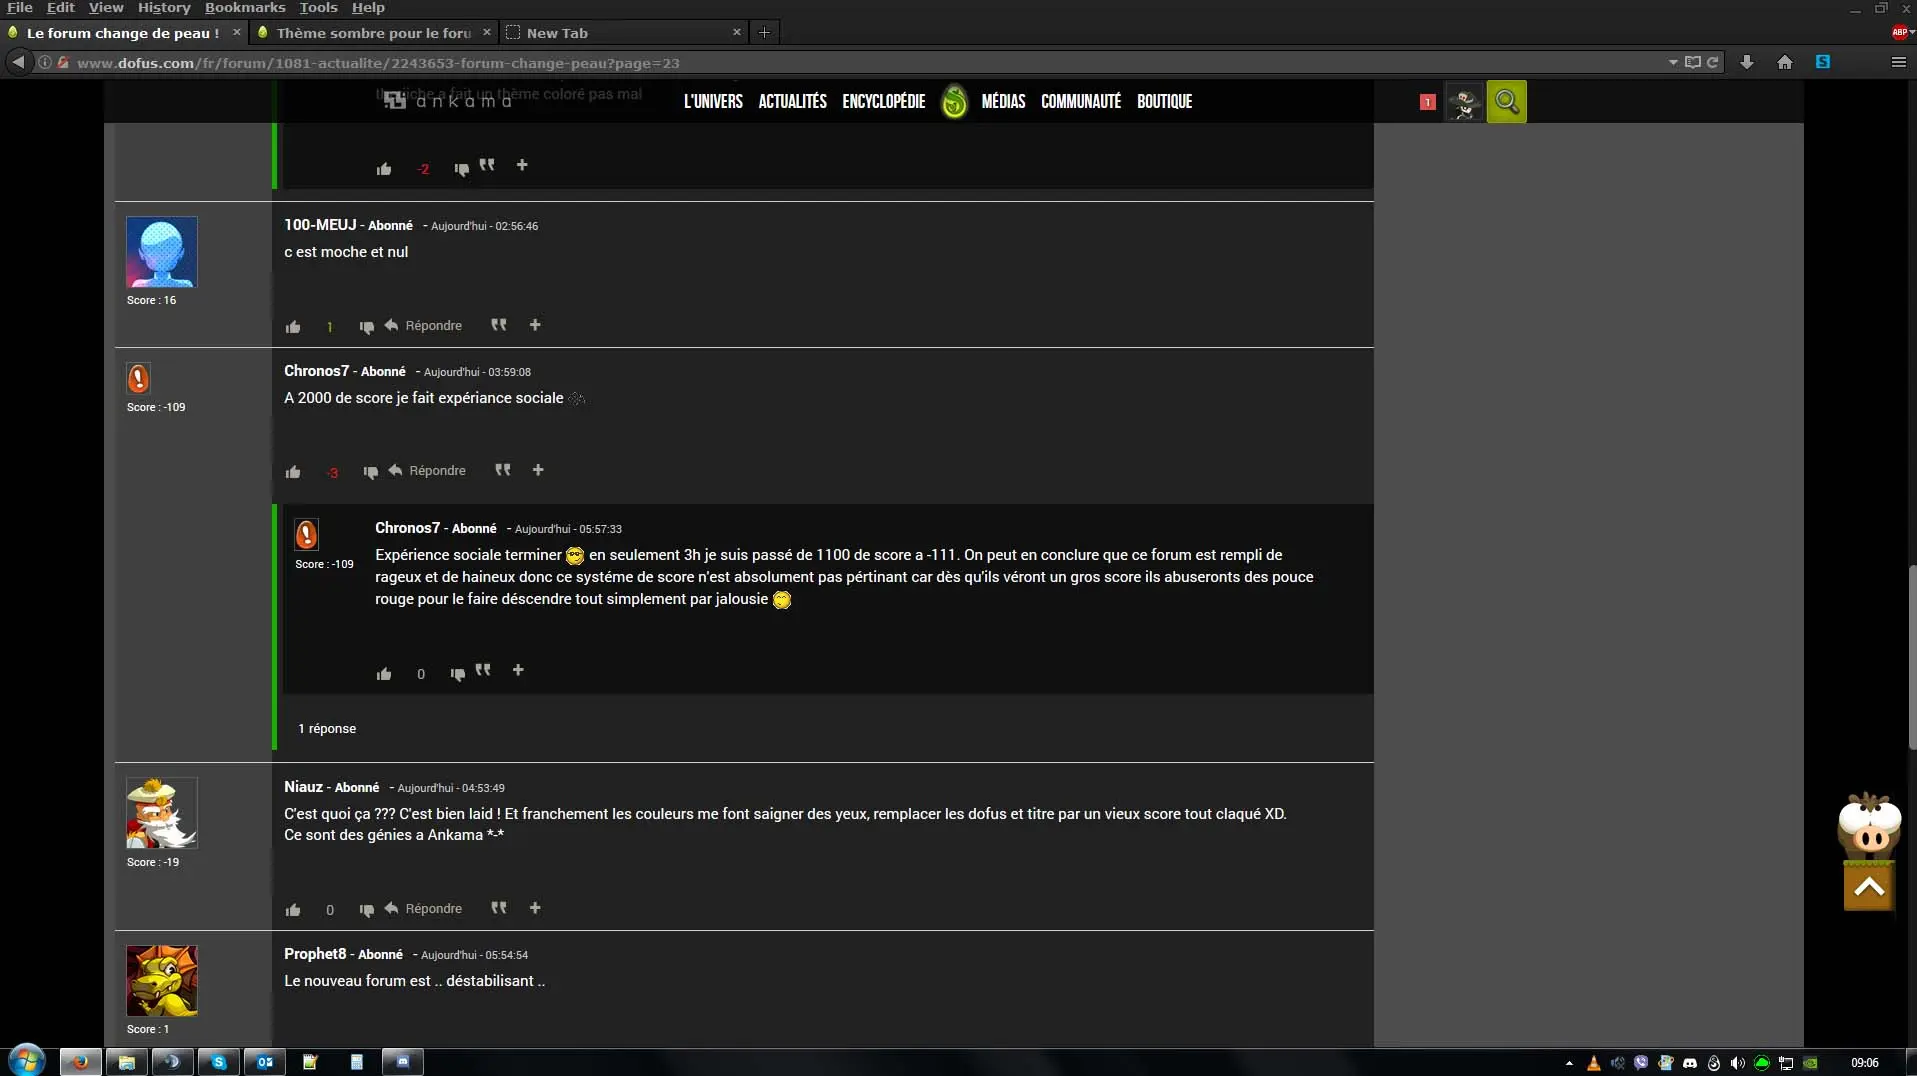 File Edit View History Bookmarks Tools Help
Le forum change de peau ! × Thème sombre pour le foru × New Tab ×
www.dofus.com/fr/forum/1081-actualite/2243653-forum-change-peau?page=23
ABP
S
a fait un thème coloré pas mal
ankama
L'UNIVERS ACTUALITÉS ENCYCLOPÉDIE MÉDIAS COMMUNAUTÉ BOUTIQUE
1
-2
100-MEUJ - Abonné - Aujourd'hui - 02:56:46
c est moche et nul
Score : 16
1 Répondre
Chronos7 - Abonné - Aujourd'hui - 03:59:08
A 2000 de score je fait expériance sociale
Score : -109
-3 Répondre
Chronos7 - Abonné - Aujourd'hui - 05:57:33
Expérience sociale terminer en seulement 3h je suis passé de 1100 de score a -111. On peut en conclure que ce forum est rempli de
Score : -109
rageux et de haineux donc ce systéme de score n'est absolument pas pértinant car dès qu'ils véront un gros score ils abuseronts des pouce
rouge pour le faire déscendre tout simplement par jalousie
0
1 réponse
Niauz - Abonné - Aujourd'hui - 04:53:49
C'est quoi ça ??? C'est bien laid ! Et franchement les couleurs me font saigner des yeux, remplacer les dofus et titre par un vieux score tout claqué XD.
Ce sont des génies a Ankama *-*
Score : -19
0 Répondre
Prophet8 - Abonné - Aujourd'hui - 05:54:54
Le nouveau forum est .. déstabilisant ..
Score : 1
09:06